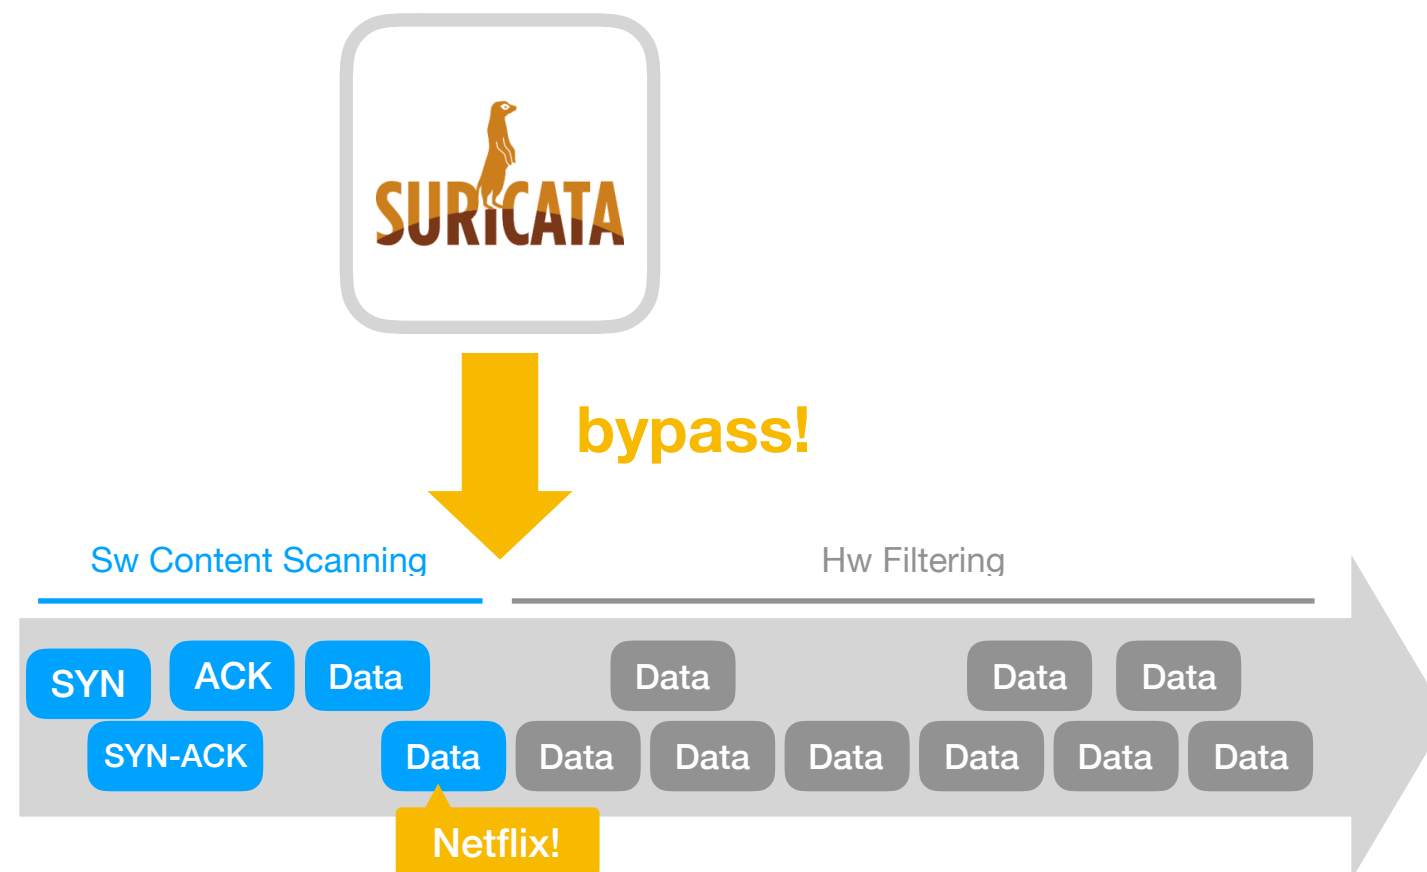 SURICATA
bypass!
Sw Content Scanning
Hw Filtering
SYN
ACK
Data
Data
Data
Data
SYN-ACK
Data
Data
Data
Data
Data
Data
Data
Netflix!